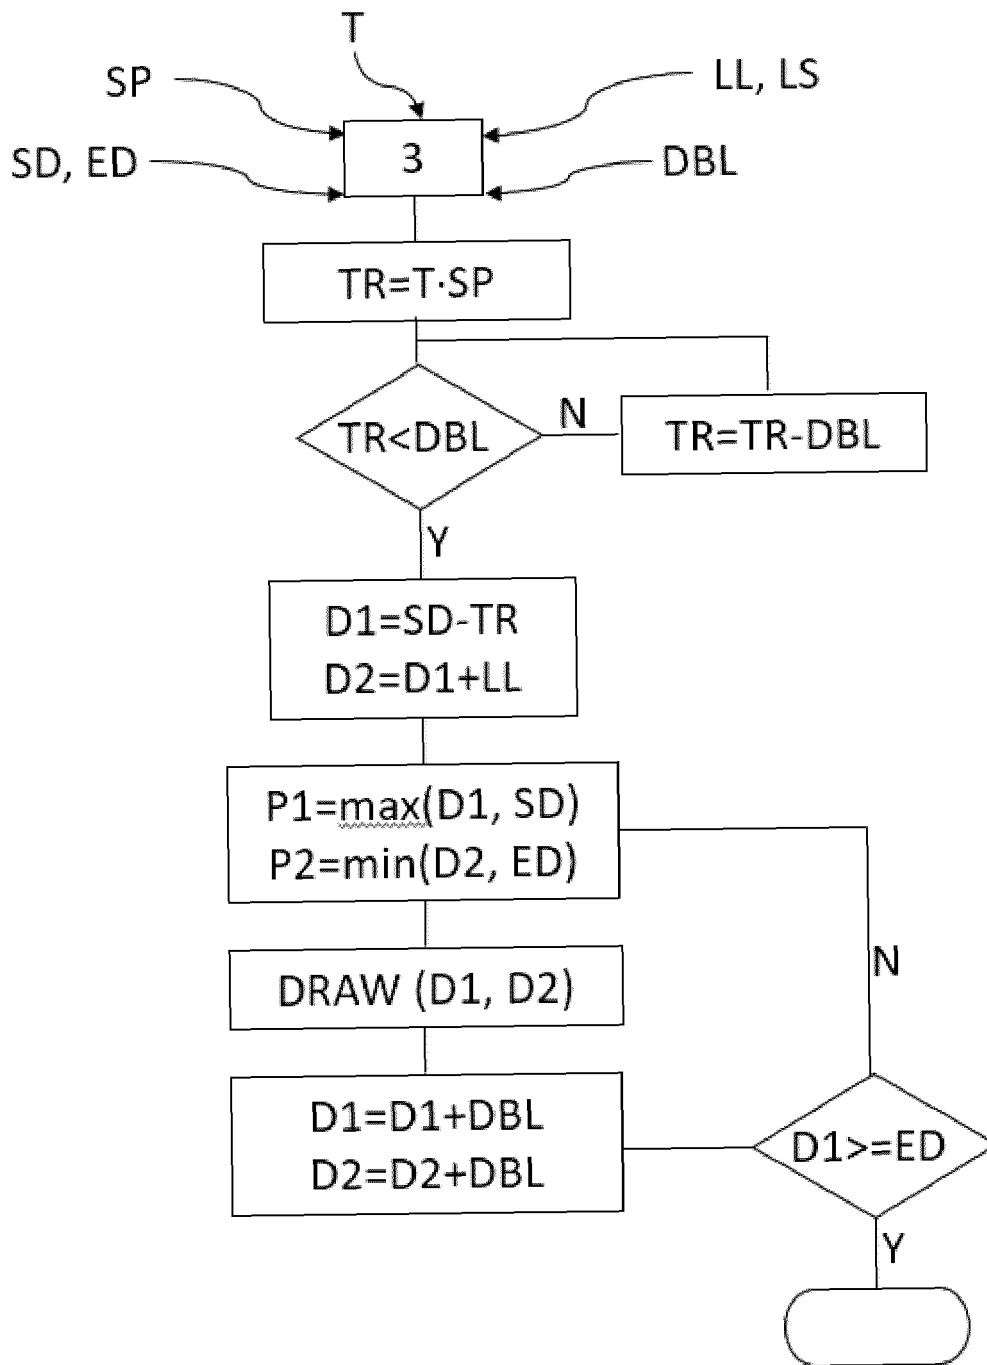 T
SP
LL, LS
SD, ED
3
DBL
TR=T·SP
TR<DBL
N
TR=TR-DBL
Y
D1=SD-TR
D2=D1+LL
P1=max(D1, SD)
P2=min(D2, ED)
N
DRAW (D1, D2)
D1=D1+DBL
D2=D2+DBL
D1>=ED
Y